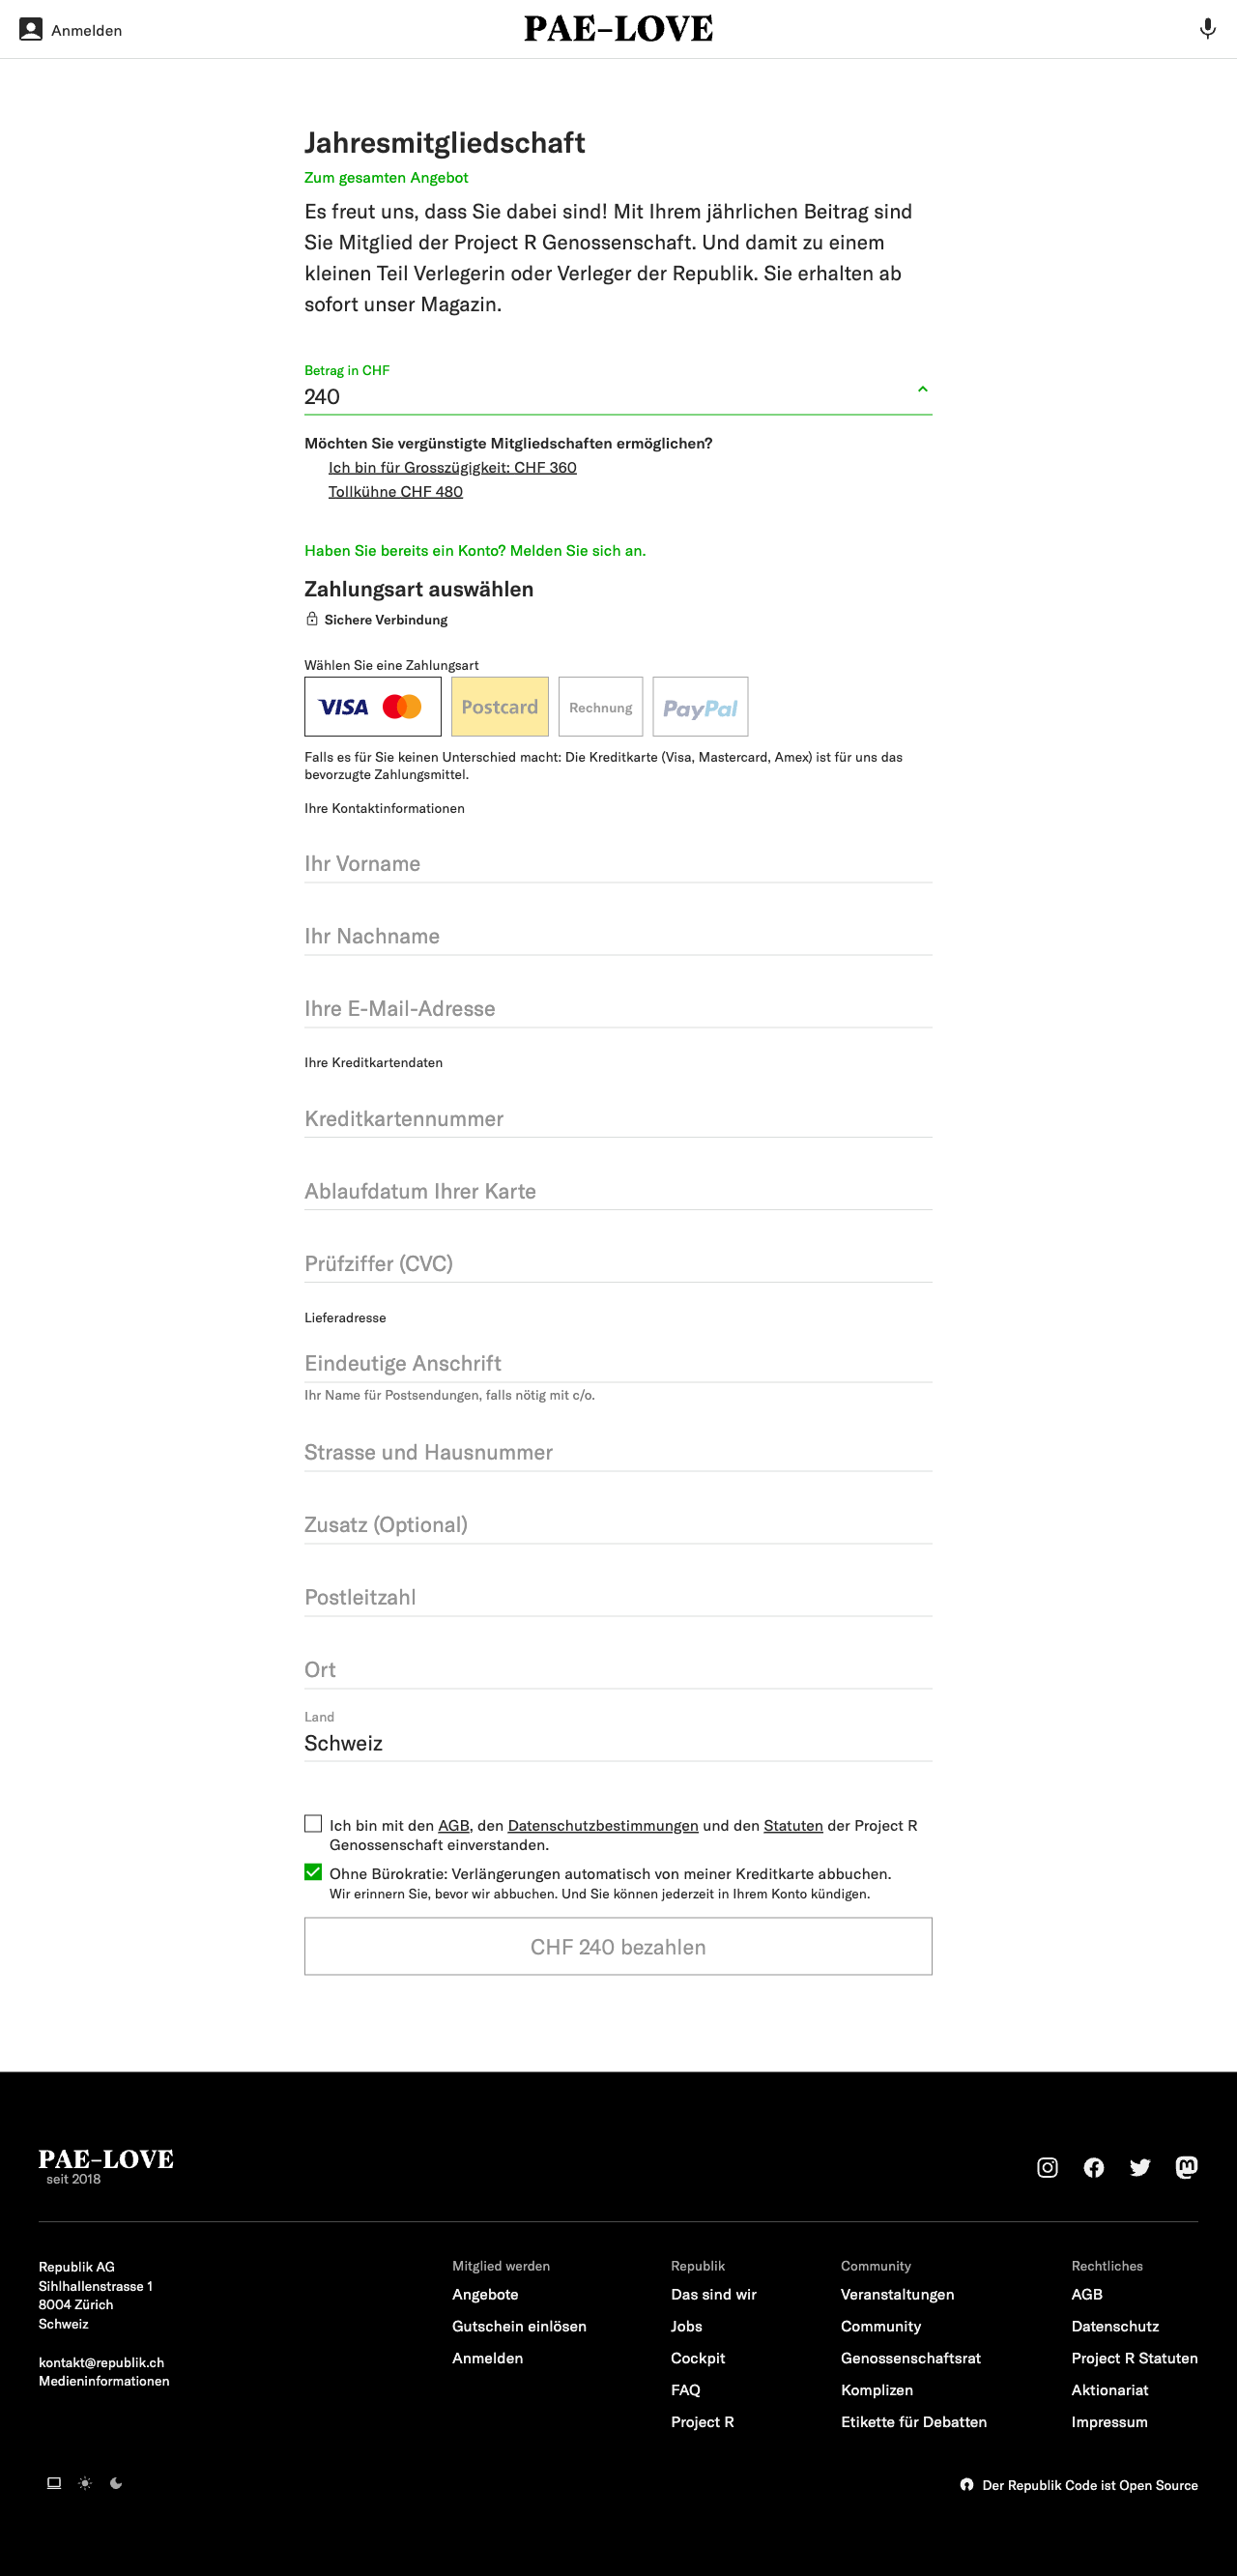 Anmelden
PAE-LOVE
Jahresmitgliedschaft
Zum gesamten Angebot
Es freut uns, dass Sie dabei sind! Mit Ihrem jährlichen Beitrag sind
Sie Mitglied der Project R Genossenschaft. Und damit zu einem
kleinen Teil Verlegerin oder Verleger der Republik. Sie erhalten ab
sofort unser Magazin.
Betrag in CHF
240
Möchten Sie vergünstigte Mitgliedschaften ermöglichen?
Ich bin für Grosszügigkeit: CHF 360
Tollkühne CHF 480
Haben Sie bereits ein Konto? Melden Sie sich an.
Zahlungsart auswählen
Sichere Verbindung
Wählen Sie eine Zahlungsart
VISA Postcard Rechnung PayPal
Falls es für Sie keinen Unterschied macht: Die Kreditkarte (Visa, Mastercard, Amex) ist für uns das
bevorzugte Zahlungsmittel.
Ihre Kontaktinformationen
Ihr Vorname
Ihr Nachname
Ihre E-Mail-Adresse
Ihre Kreditkartendaten
Kreditkartennummer
Ablaufdatum Ihrer Karte
Prüfziffer (CVC)
Lieferadresse
Eindeutige Anschrift
Ihr Name für Postsendungen, falls nötig mit c/o.
Strasse und Hausnummer
Zusatz (Optional)
Postleitzahl
Ort
Land
Schweiz
Ich bin mit den AGB, den Datenschutzbestimmungen und den Statuten der Project R
Genossenschaft einverstanden.
Ohne Bürokratie: Verlängerungen automatisch von meiner Kreditkarte abbuchen.
Wir erinnern Sie, bevor wir abbuchen. Und Sie können jederzeit in Ihrem Konto kündigen.
CHF 240 bezahlen
PAE-LOVE
seit 2018
Republik AG
Sihlhallenstrasse 1
8004 Zürich
Schweiz
kontakt@republik.ch
Medieninformationen
Mitglied werden
Angebote
Gutschein einlösen
Anmelden
Republik
Das sind wir
Jobs
Cockpit
FAQ
Project R
Community
Veranstaltungen
Community
Genossenschaftsrat
Komplizen
Etikette für Debatten
Rechtliches
AGB
Datenschutz
Project R Statuten
Aktionariat
Impressum
Der Republik Code ist Open Source